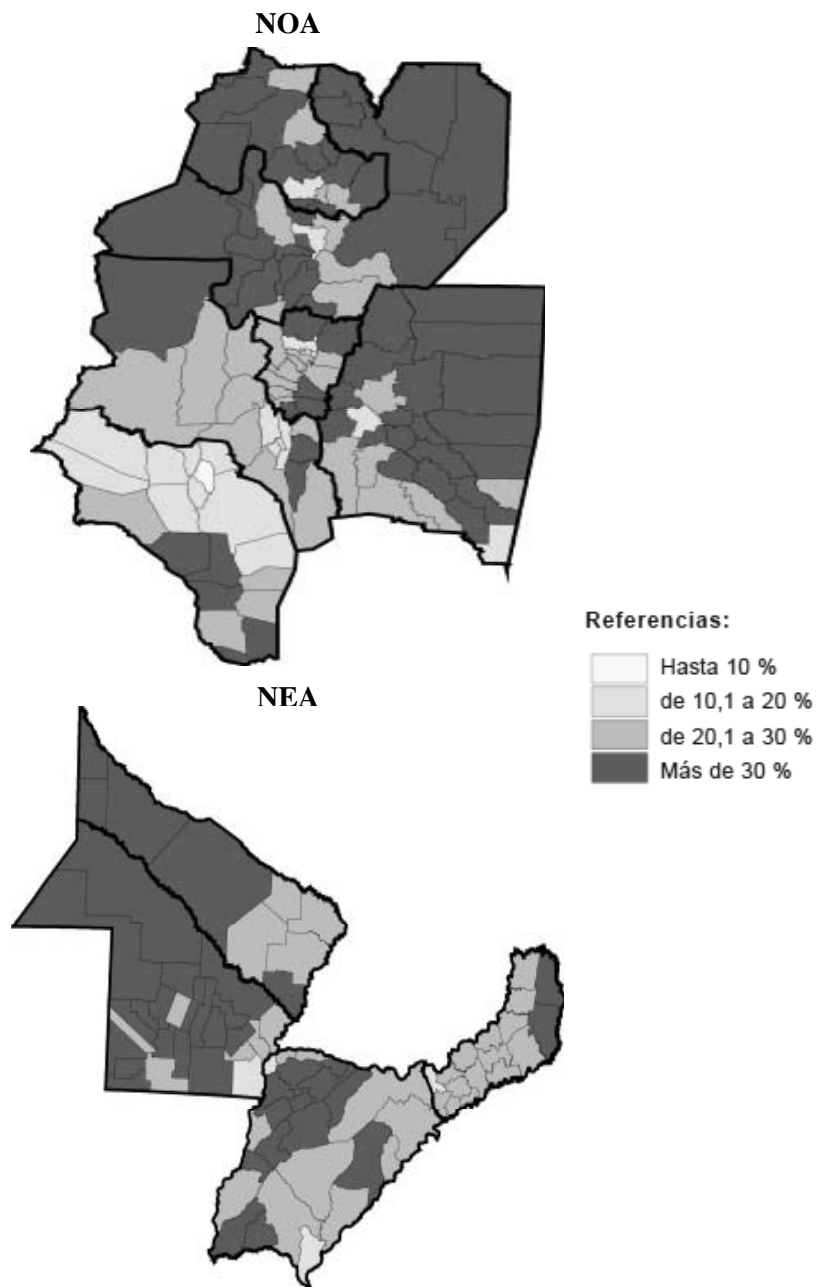 NOA
Referencias:
Hasta 10 %
de 10,1 a 20 %
de 20,1 a 30 %
Más de 30 %
NEA